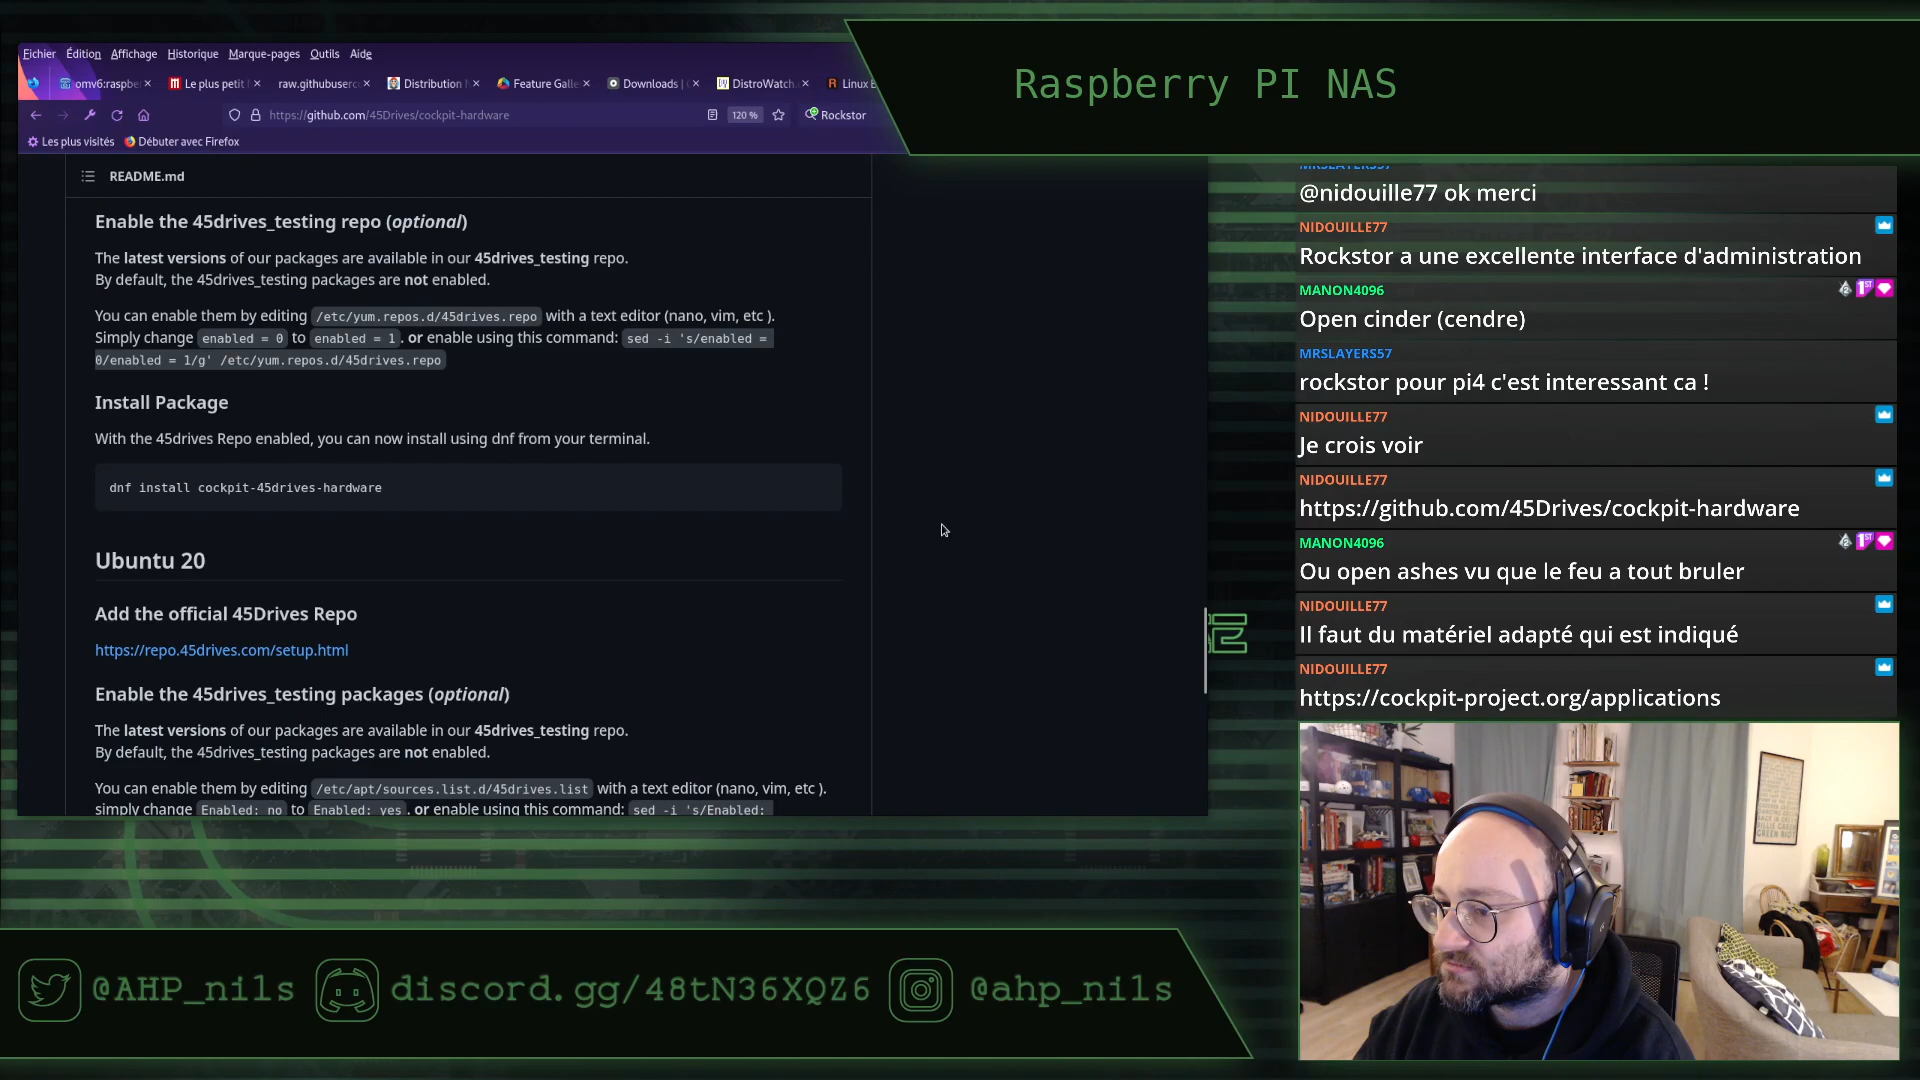 Raspberry PI NAS
Fichier Édition Affichage Historique Marque-pages Outils Aide
omv6:raspbe
Le plus petit
raw.githubuserc
Distribution
Feature Galle
Downloads |
DistroWatch.
Linux
https://github.com/45Drives/cockpit-hardware
120 %
Rockstor
Les plus visités
Débuter avec Firefox
README.md
Enable the 45drives_testing repo (optional)
The latest versions of our packages are available in our 45drives_testing repo.
By default, the 45drives_testing packages are not enabled.
You can enable them by editing /etc/yum.repos.d/45drives.repo with a text editor (nano, vim, etc ).
Simply change enabled = 0 to enabled = 1. or enable using this command: sed -i 's/enabled =
0/enabled = 1/g' /etc/yum.repos.d/45drives.repo
Install Package
With the 45drives Repo enabled, you can now install using dnf from your terminal.
dnf install cockpit-45drives-hardware
Ubuntu 20
Add the official 45Drives Repo
https://repo.45drives.com/setup.html
Enable the 45drives_testing packages (optional)
The latest versions of our packages are available in our 45drives_testing repo.
By default, the 45drives_testing packages are not enabled.
You can enable them by editing /etc/apt/sources.list.d/45drives.list with a text editor (nano, vim, etc ).
simply change Enabled: no to Enabled: yes. or enable using this command: sed -i 's/Enabled:
MRSLAYERS57
@nidouille77 ok merci
NIDOUILLE77
Rockstor a une excellente interface d'administration
MANON4096
Open cinder (cendre)
MRSLAYERS57
rockstor pour pi4 c'est interessant ca !
NIDOUILLE77
Je crois voir
NIDOUILLE77
https://github.com/45Drives/cockpit-hardware
MANON4096
Ou open ashes vu que le feu a tout bruler
NIDOUILLE77
Il faut du matériel adapté qui est indiqué
NIDOUILLE77
https://cockpit-project.org/applications
@AHP_nils
discord.gg/48tN36XQZ6
@ahp_nils